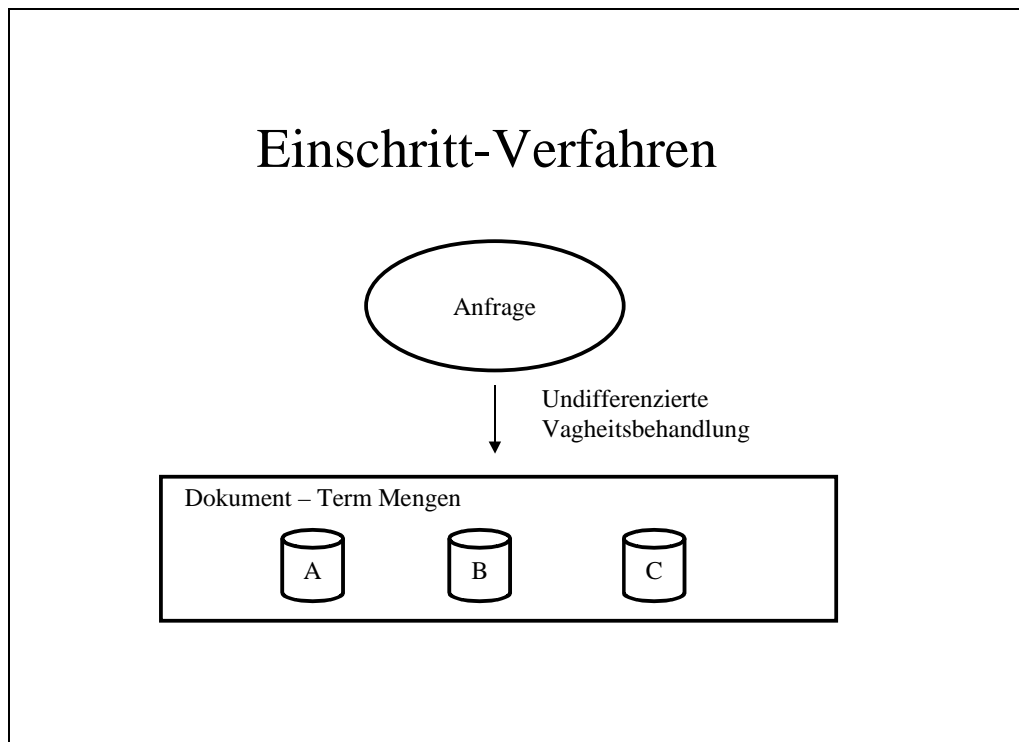 Einschritt-Verfahren
Anfrage
Undifferenzierte
Vagheitsbehandlung
Dokument – Term Mengen
A
B
C